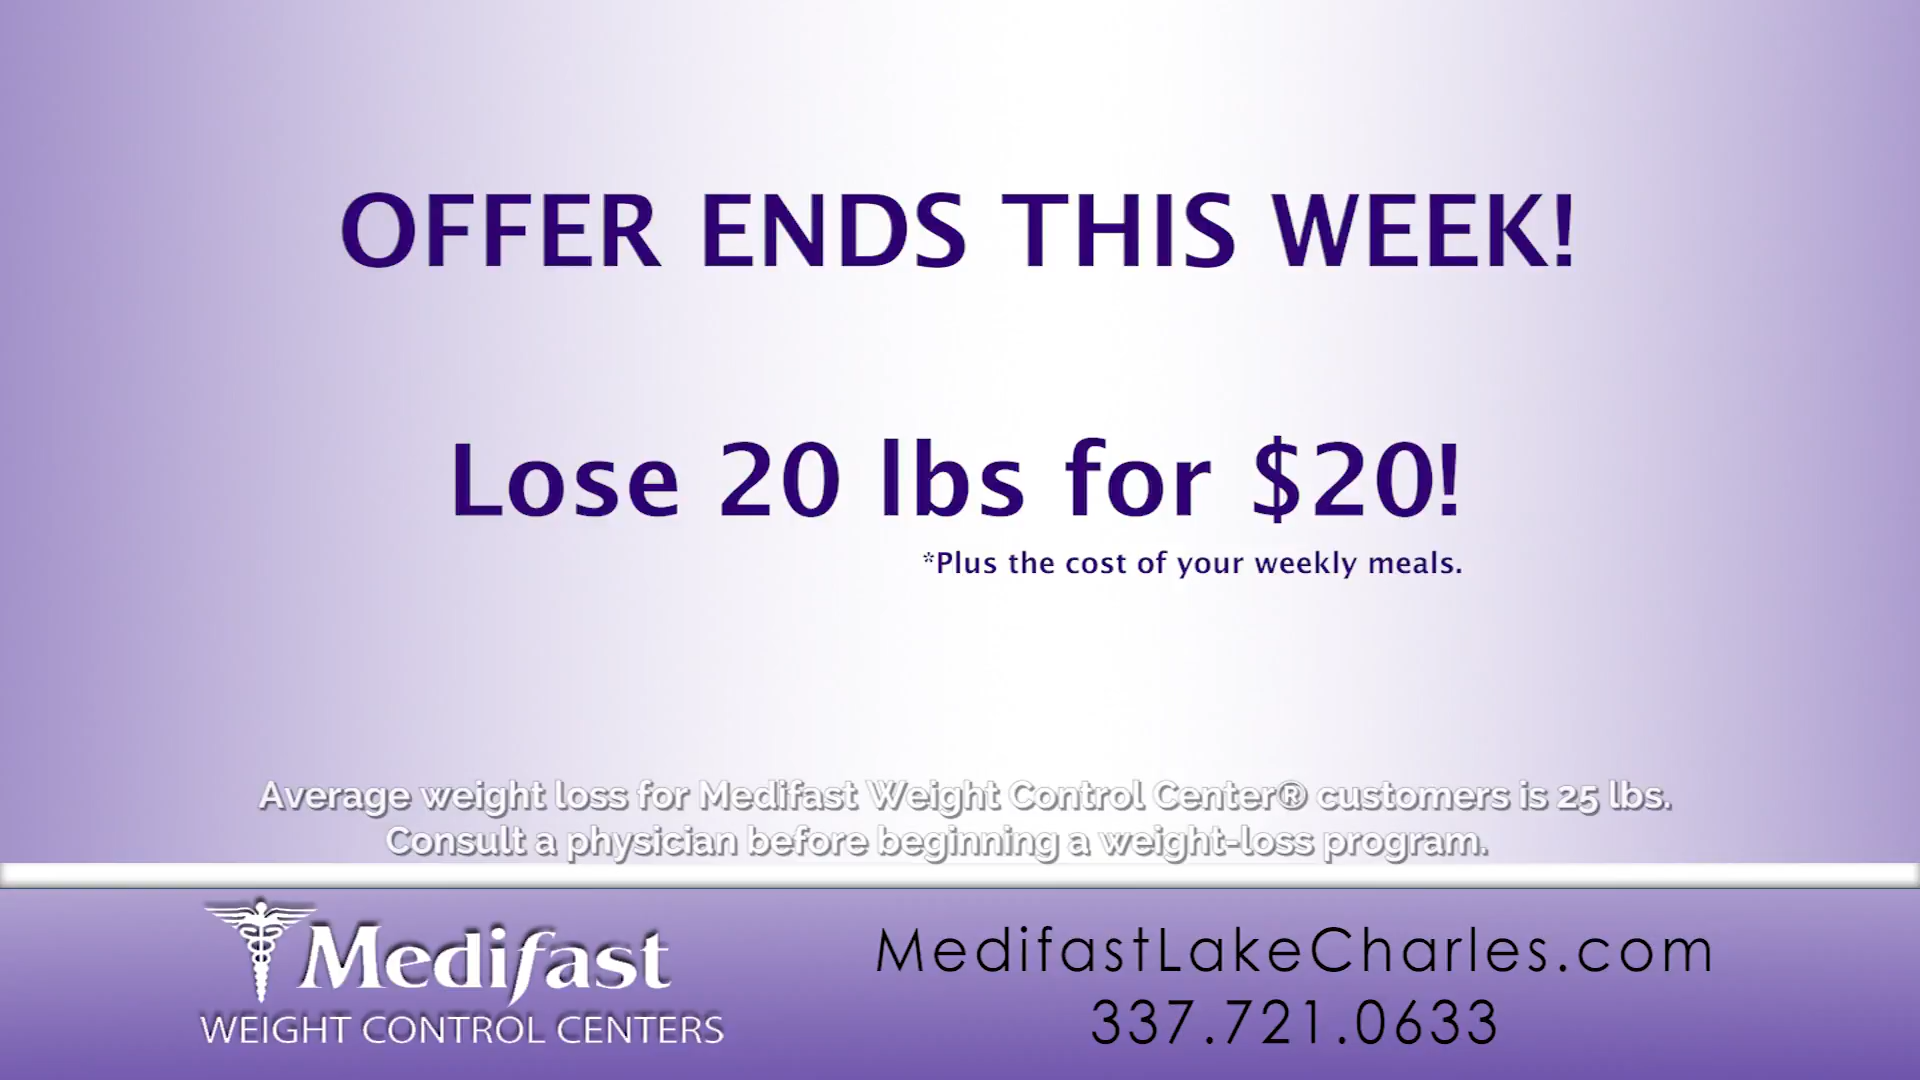 OFFER ENDS THIS WEEK!
Lose 20 lbs for $20!
*Plus the cost of your weekly meals.
Average weight loss for Medifast Weight Control Center® customers is 25 lbs.
Consult a physician before beginning a weight-loss program.
Medifast
WEIGHT CONTROL CENTERS
MedifastLakeCharles.com
337.721.0633